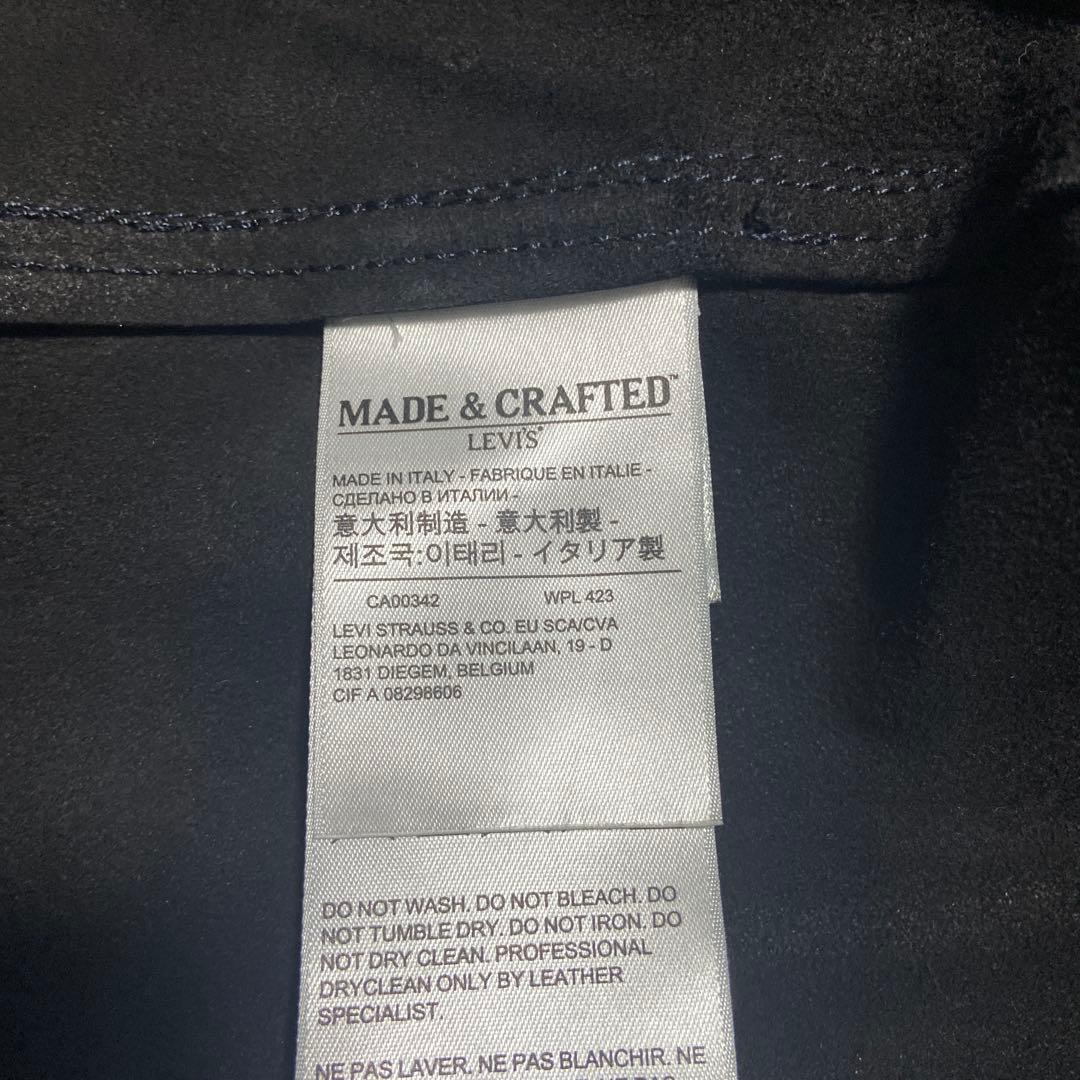 MADE & CRAFTED™
LEVI'S®
MADE IN ITALY - FABRIQUE EN ITALIE -
СДЕЛАНО В ИТАЛИИ -
意大利制造 - 意大利製 -
제조국:이태리 - イタリア製
CA00342 WPL 423
LEVI STRAUSS & CO. EU SCA/CVA
LEONARDO DA VINCILAAN, 19 - D
1831 DIEGEM, BELGIUM
CIF A 08298606
DO NOT WASH. DO NOT BLEACH. DO
NOT TUMBLE DRY. DO NOT IRON. DO
NOT DRY CLEAN. PROFESSIONAL
DRYCLEAN ONLY BY LEATHER
SPECIALIST.
NE PAS LAVER. NE PAS BLANCHIR. NE
NE PAS